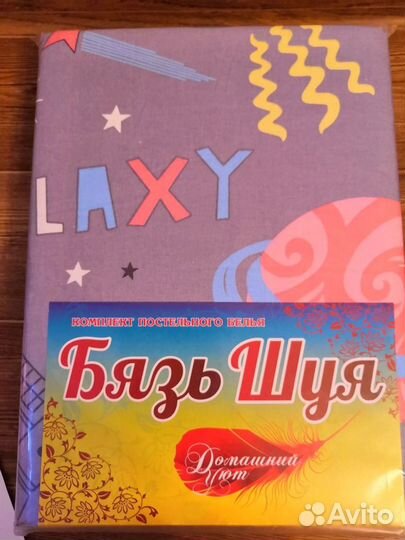 LAXY
КОМПЛЕКТ ПОСТЕЛЬНОГО БЕЛЬЯ
Бязь Шуя
Домашний
Уют
Avito